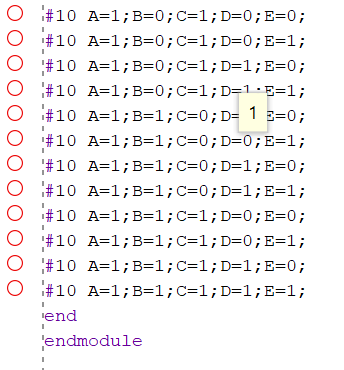 #10 A=1;B=0;C=1;D=0;E=0;
#10 A=1;B=0;C=1;D=0;E=1;
#10 A=1;B=0;C=1;D=1;E=0;
#10 A=1;B=0;C=1;D=1;E=1;
#10 A=1;B=1;C=0;D= E=0;
1
#10 A=1;B=1;C=0;D=0;E=1;
#10 A=1;B=1;C=0;D=1;E=0;
#10 A=1;B=1;C=0;D=1;E=1;
#10 A=1;B=1;C=1;D=0;E=0;
#10 A=1;B=1;C=1;D=0;E=1;
#10 A=1;B=1;C=1;D=1;E=0;
#10 A=1;B=1;C=1;D=1;E=1;
end
endmodule